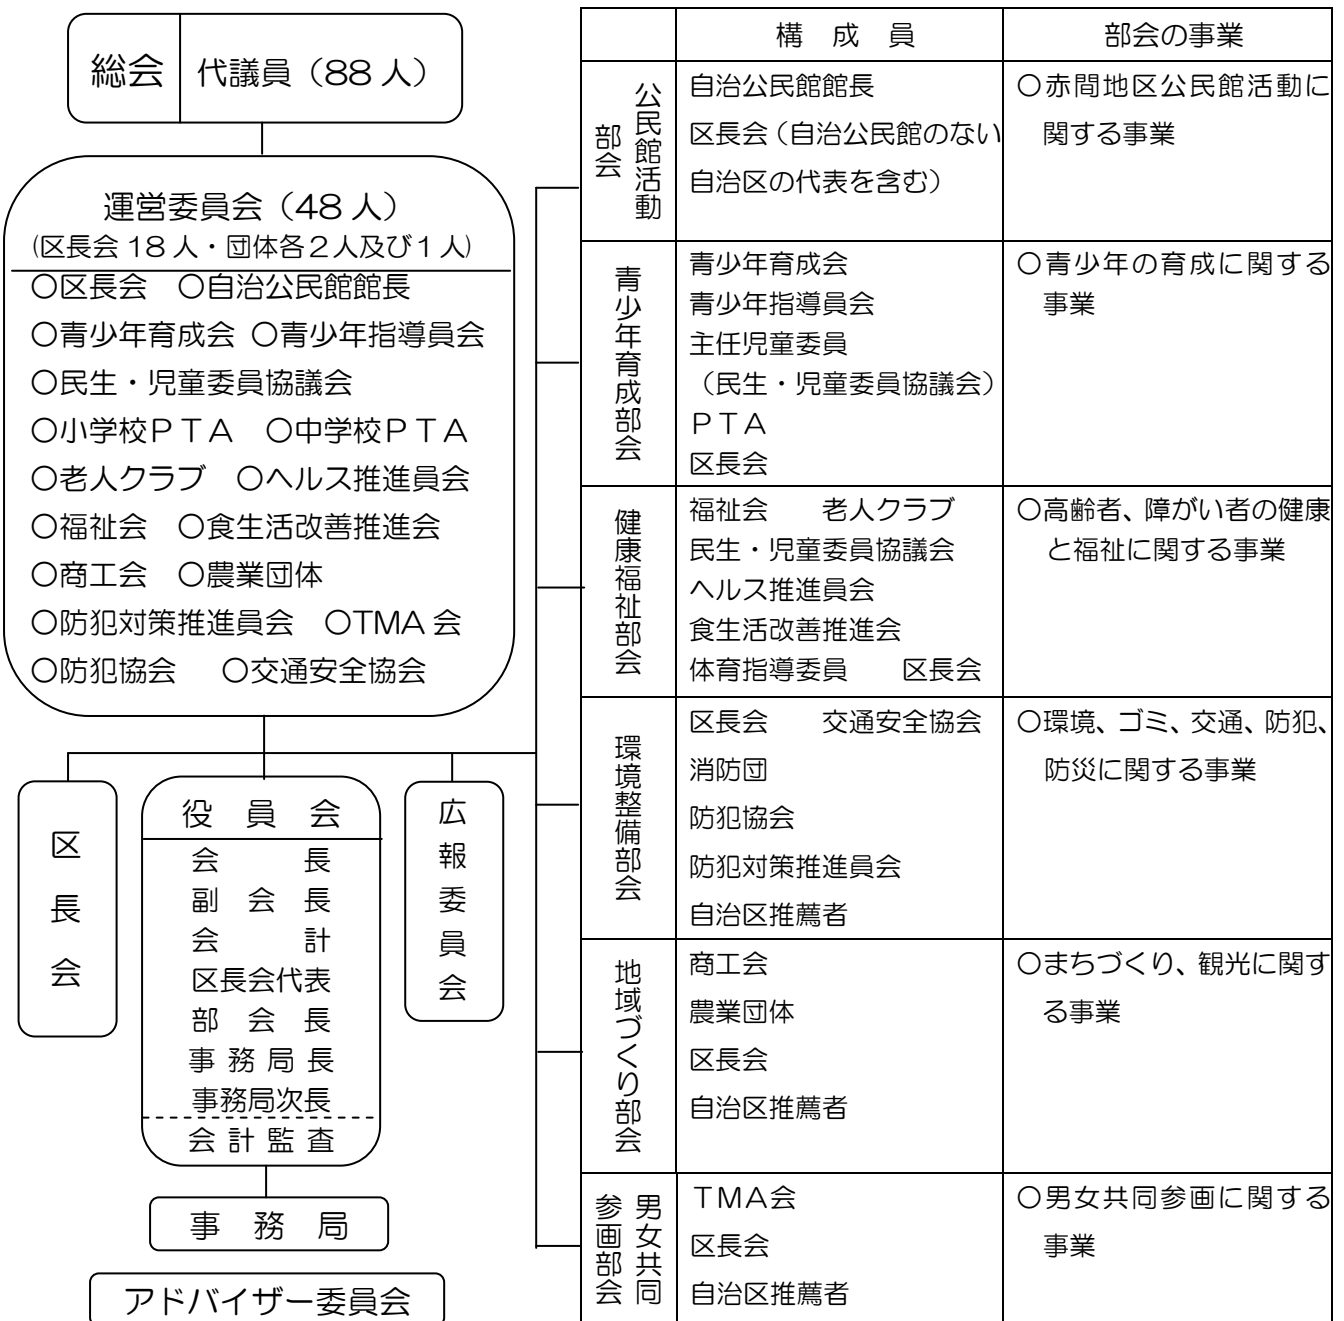 総会 代議員（88人）
運営委員会（48人）
(区長会18人・団体各2人及び1人)
○区長会 ○自治公民館館長
○青少年育成会 ○青少年指導員会
○民生・児童委員協議会
○小学校ＰＴＡ ○中学校ＰＴＡ
○老人クラブ ○ヘルス推進員会
○福祉会 ○食生活改善推進会
○商工会 ○農業団体
○防犯対策推進員会 ○TMA会
○防犯協会 ○交通安全協会
区長会
役員会
会長
副会長
会計
区長会代表
部会長
事務局長
事務局次長
会計監査
広報委員会
事務局
アドバイザー委員会
構成員 部会の事業
公民館活動
部会
自治公民館館長
区長会（自治公民館のない
自治区の代表を含む）
○赤間地区公民館活動に
関する事業
青少年育成部会
青少年育成会
青少年指導員会
主任児童委員
（民生・児童委員協議会）
ＰＴＡ
区長会
○青少年の育成に関する
事業
健康福祉部会
福祉会 老人クラブ
民生・児童委員協議会
ヘルス推進員会
食生活改善推進会
体育指導委員 区長会
○高齢者、障がい者の健康
と福祉に関する事業
環境整備部会
区長会 交通安全協会
消防団
防犯協会
防犯対策推進員会
自治区推薦者
○環境、ゴミ、交通、防犯、
防災に関する事業
地域づくり部会
商工会
農業団体
区長会
自治区推薦者
○まちづくり、観光に関す
る事業
男女共同
参画部会
ＴＭＡ会
区長会
自治区推薦者
○男女共同参画に関する
事業